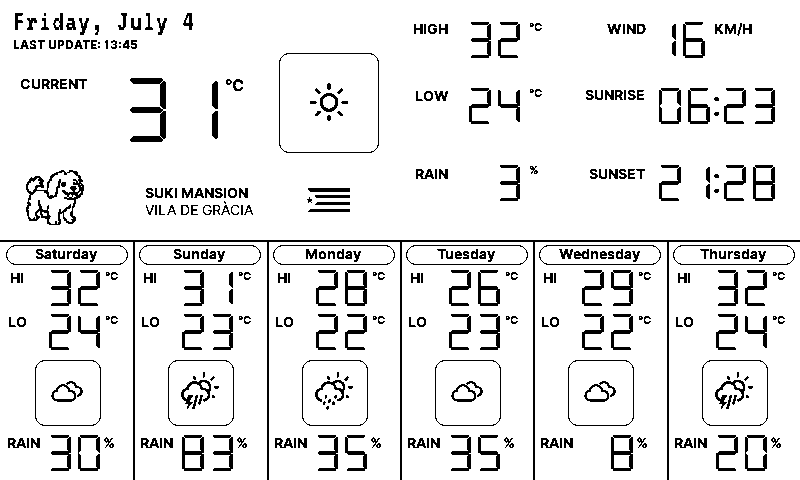 Friday, July 4
LAST UPDATE: 13:45
CURRENT 31 °C
HIGH 32 °C
WIND 16 KM/H
LOW 24 °C
SUNRISE 06:23
RAIN 3 %
SUNSET 21:28
SUKI MANSION
VILA DE GRÀCIA
Saturday
HI 32 °C
LO 24 °C
RAIN 30 %
Sunday
HI 31 °C
LO 23 °C
RAIN 83 %
Monday
HI 28 °C
LO 22 °C
RAIN 35 %
Tuesday
HI 26 °C
LO 23 °C
RAIN 35 %
Wednesday
HI 29 °C
LO 22 °C
RAIN 8 %
Thursday
HI 32 °C
LO 24 °C
RAIN 20 %